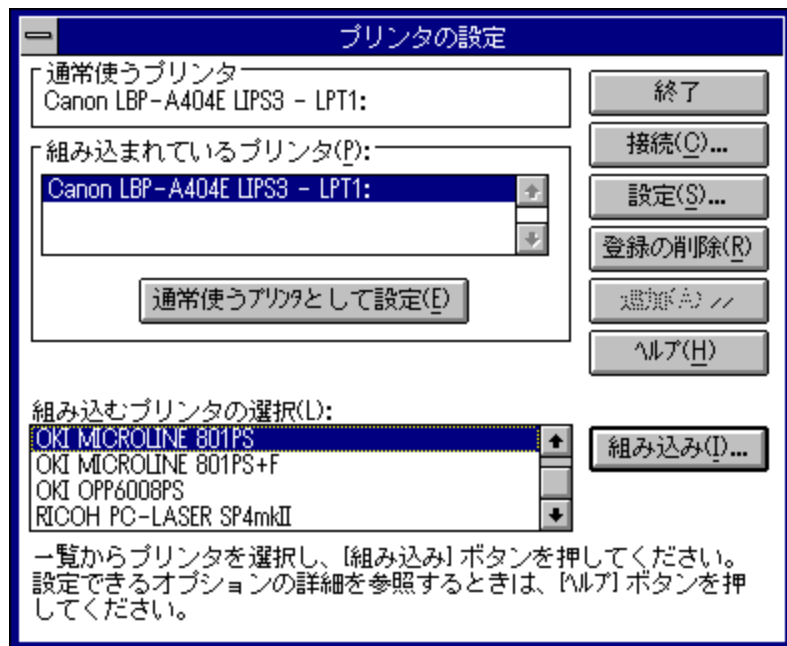 プリンタの設定
通常使うプリンタ
Canon LBP-A404E LIPS3 - LPT1:
終了
組み込まれているプリンタ(P):
接続(C)...
Canon LBP-A404E LIPS3 - LPT1:
設定(S)...
登録の削除(R)
通常使うﾌﾟﾘﾝﾀとして設定(E)
追加(A) >>
ﾍﾙﾌﾟ(H)
組み込むプリンタの選択(L):
OKI MICROLINE 801PS
組み込み(I)...
OKI MICROLINE 801PS+F
OKI OPP6008PS
RICOH PC-LASER SP4mkII
一覧からプリンタを選択し、[組み込み] ボタンを押してください。
設定できるオプションの詳細を参照するときは、[ﾍﾙﾌﾟ] ボタンを押
してください。